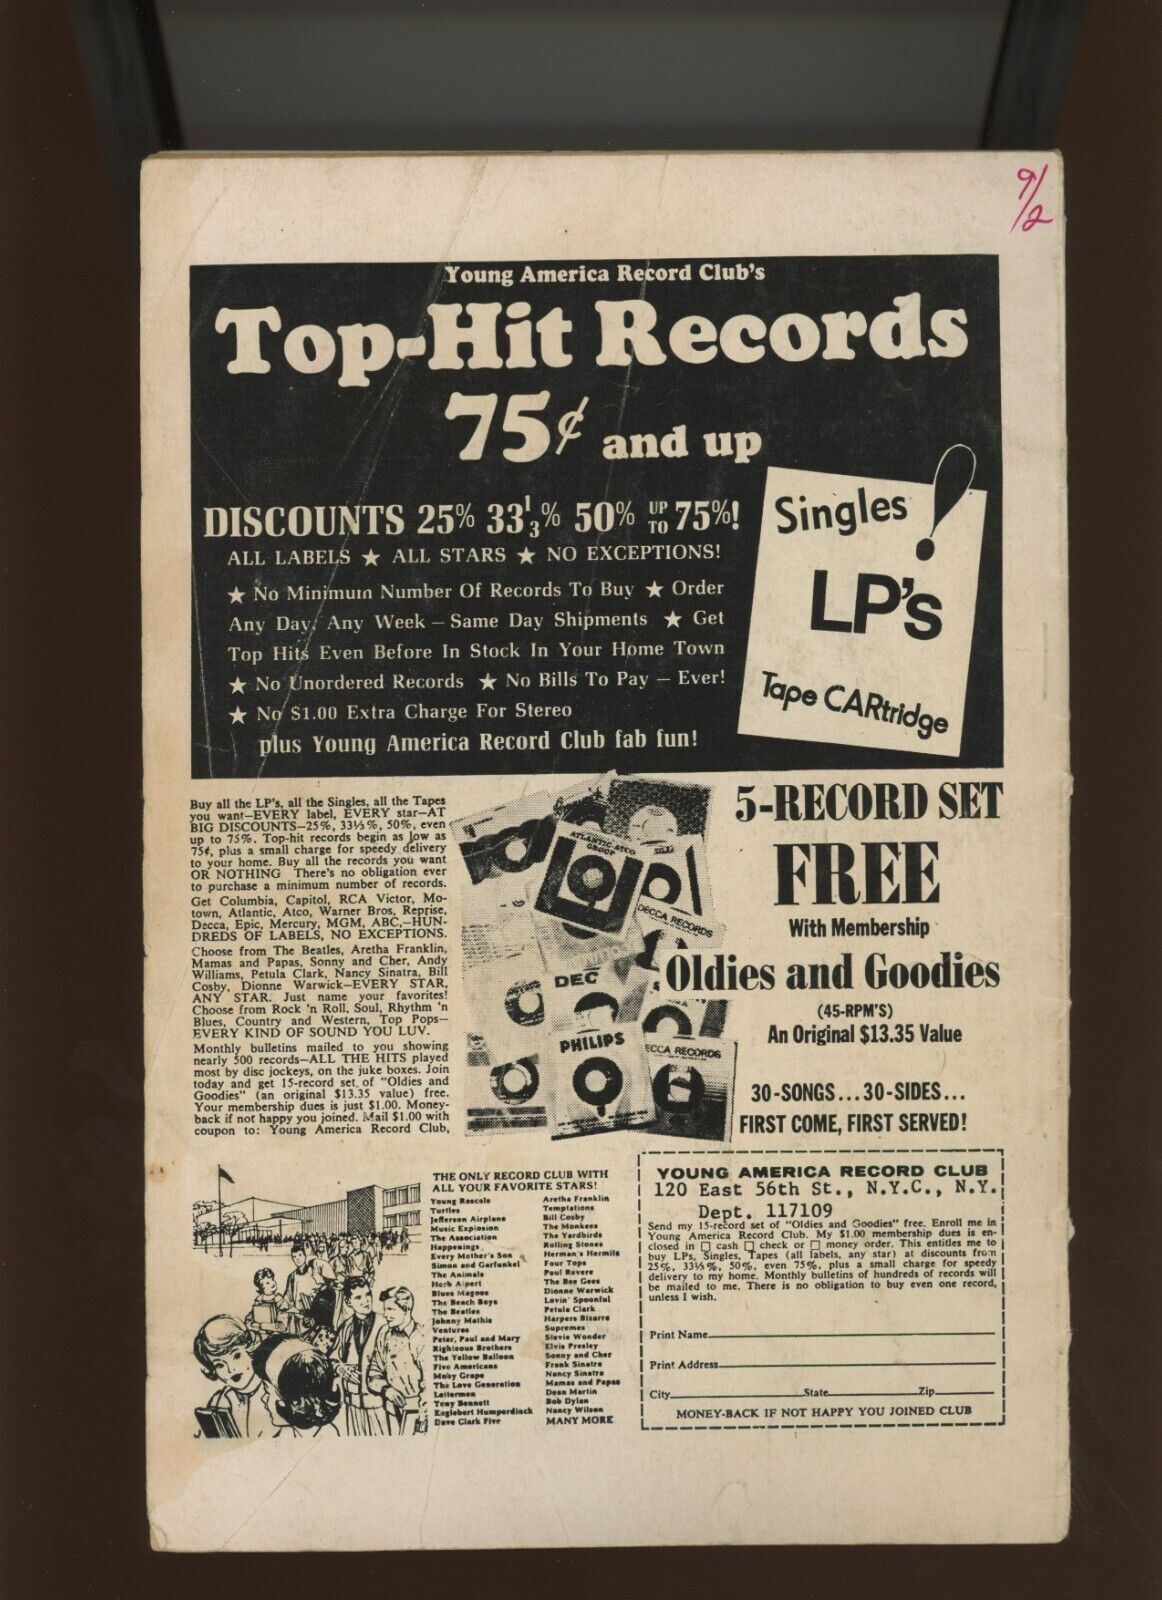 9/2
Young America Record Club's
Top-Hit Records
75¢ and up
DISCOUNTS 25% 33⅓% 50% UP TO 75%!
ALL LABELS ★ ALL STARS ★ NO EXCEPTIONS!
★ No Minimum Number Of Records To Buy ★ Order
Any Day, Any Week — Same Day Shipments ★ Get
Top Hits Even Before In Stock In Your Home Town
★ No Unordered Records ★ No Bills To Pay — Ever!
★ No $1.00 Extra Charge For Stereo
plus Young America Record Club fab fun!
Singles !
LP's
Tape CARtridge
Buy all the LP's, all the Singles, all the Tapes
you want—EVERY label, EVERY star—AT
BIG DISCOUNTS—25%, 33⅓%, 50%, even
up to 75%. Top-hit records begin as low as
75¢, plus a small charge for speedy delivery
to your home. Buy all the records you want
OR NOTHING There's no obligation ever
to purchase a minimum number of records.
Get Columbia, Capitol, RCA Victor, Mo-
town, Atlantic, Atco, Warner Bros, Reprise,
Decca, Epic, Mercury, MGM, ABC,—HUN-
DREDS OF LABELS, NO EXCEPTIONS.
Choose from The Beatles, Aretha Franklin,
Mamas and Papas, Sonny and Cher, Andy
Williams, Petula Clark, Nancy Sinatra, Bill
Cosby, Dionne Warwick—EVERY STAR,
ANY STAR. Just name your favorites!
Choose from Rock 'n Roll, Soul, Rhythm 'n
Blues, Country and Western, Top Pops—
EVERY KIND OF SOUND YOU LUV.
Monthly bulletins mailed to you showing
nearly 500 records—ALL THE HITS played
most by disc jockeys, on the juke boxes. Join
today and get 15-record set of "Oldies and
Goodies" (an original $13.35 value) free.
Your membership dues is just $1.00. Money-
back if not happy you joined. Mail $1.00 with
coupon to: Young America Record Club,
ATLANTIC-ATCO
GROUP
DECCA RECORDS
DEC
PHILIPS
ECCA RECORDS
5-RECORD SET
FREE
With Membership
Oldies and Goodies
(45-RPM'S)
An Original $13.35 Value
30-SONGS...30-SIDES...
FIRST COME, FIRST SERVED!
THE ONLY RECORD CLUB WITH
ALL YOUR FAVORITE STARS!
Young Rascals
Turtles
Jefferson Airplane
Music Explosion
The Association
Happenings
Every Mother's Son
Simon and Garfunkel
The Animals
Herb Alpert
Blues Magoos
The Beach Boys
The Beatles
Johnny Mathis
Ventures
Peter, Paul and Mary
Righteous Brothers
The Yellow Balloon
Five Americans
Moby Grape
The Love Generation
Lettermen
Tony Bennett
Englebert Humperdinck
Dave Clark Five
Aretha Franklin
Temptations
Bill Cosby
The Monkees
The Yardbirds
Rolling Stones
Herman's Hermits
Four Tops
Paul Revere
The Bee Gees
Dionne Warwick
Lovin' Spoonful
Petula Clark
Harpers Bizarre
Supremes
Stevie Wonder
Elvis Presley
Sonny and Cher
Frank Sinatra
Nancy Sinatra
Mamas and Papas
Dean Martin
Bob Dylan
Nancy Wilson
MANY MORE
YOUNG AMERICA RECORD CLUB
120 East 56th St., N.Y.C., N.Y.
Dept. 117109
Send my 15-record set of "Oldies and Goodies" free. Enroll me in
Young America Record Club. My $1.00 membership dues is en-
closed in ☐ cash ☐ check or ☐ money order. This entitles me to
buy LPs, Singles, Tapes (all labels, any star) at discounts from
25%, 33⅓%, 50%, even 75%, plus a small charge for speedy
delivery to my home. Monthly bulletins of hundreds of records will
be mailed to me. There is no obligation to buy even one record,
unless I wish.
Print Name
Print Address
City State Zip
MONEY-BACK IF NOT HAPPY YOU JOINED CLUB